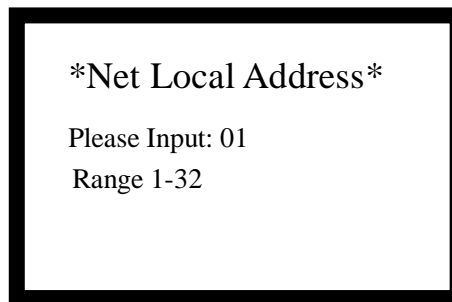 *Net Local Address*
Please Input: 01
Range 1-32